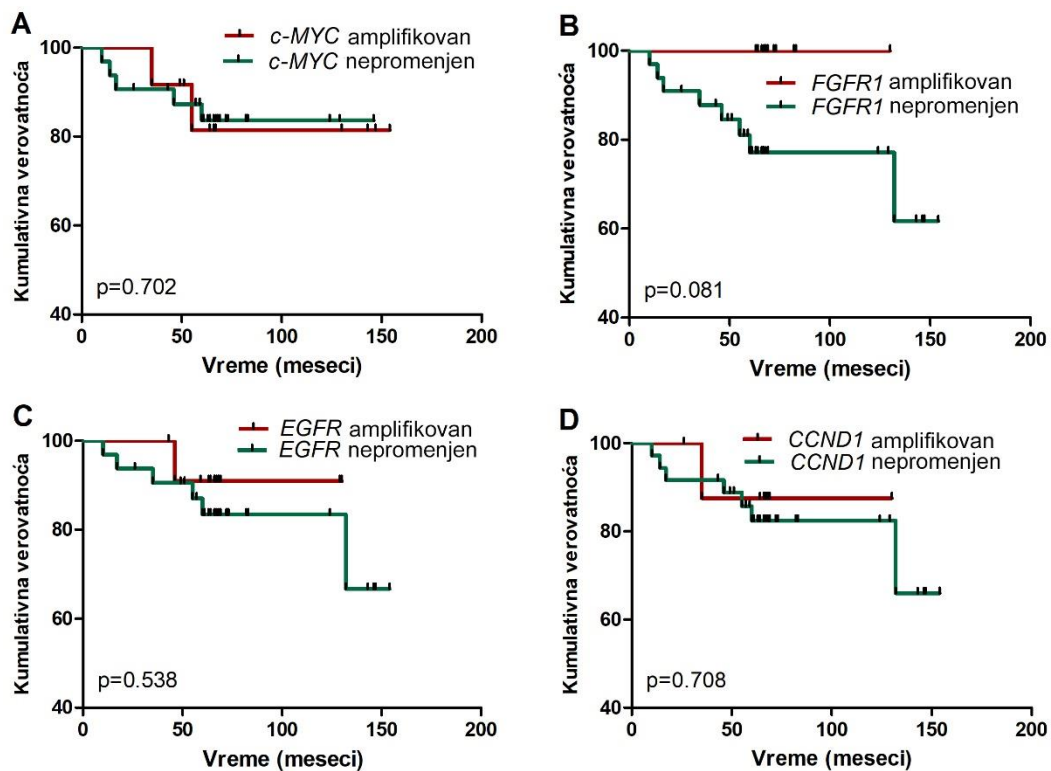 A
c-MYC amplifikovan
c-MYC nepromenjen
Kumulativna verovatnoća
100
80
60
40
p=0.702
0
50
100
150
200
Vreme (meseci)
B
FGFR1 amplifikovan
FGFR1 nepromenjen
Kumulativna verovatnoća
100
80
60
40
p=0.081
0
50
100
150
200
Vreme (meseci)
C
EGFR amplifikovan
EGFR nepromenjen
Kumulativna verovatnoća
100
80
60
40
p=0.538
0
50
100
150
200
Vreme (meseci)
D
CCND1 amplifikovan
CCND1 nepromenjen
Kumulativna verovatnoća
100
80
60
40
p=0.708
0
50
100
150
200
Vreme (meseci)